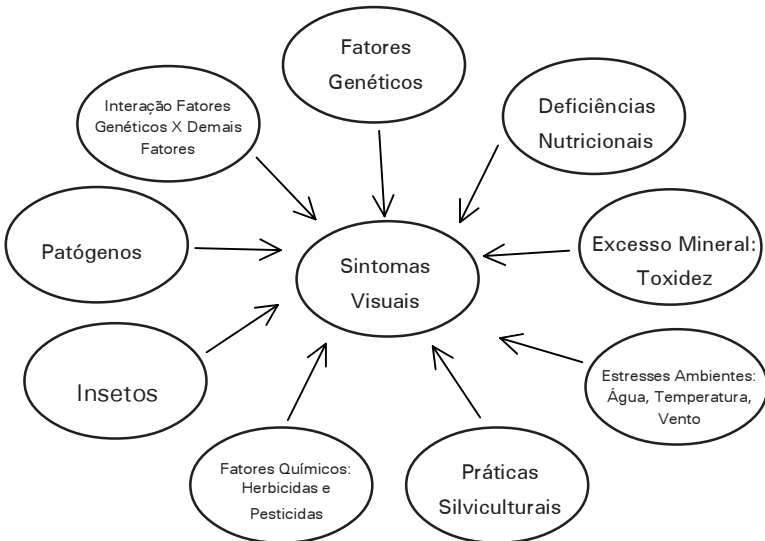 Fatores
Genéticos
Interação Fatores
Genéticos X Demais
Fatores
Deficiências
Nutricionais
Patógenos
Sintomas
Visuais
Excesso Mineral:
Toxidez
Insetos
Estresses Ambientes:
Água, Temperatura,
Vento
Fatores Químicos:
Herbicidas e
Pesticidas
Práticas
Silviculturais